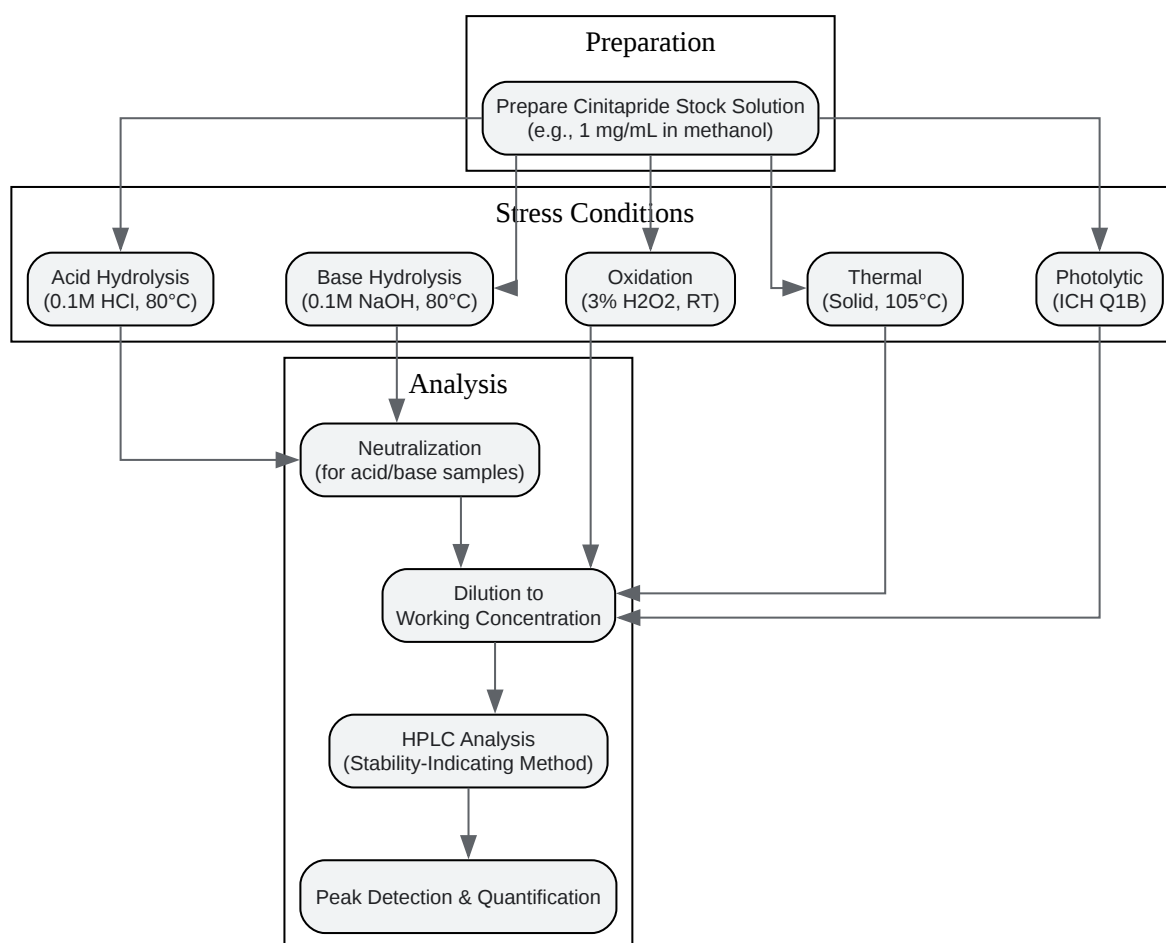 Preparation
Prepare Cinitapride Stock Solution
(e.g., 1 mg/mL in methanol)
Stress Conditions
Acid Hydrolysis
(0.1M HCl, 80°C)
Base Hydrolysis
(0.1M NaOH, 80°C)
Oxidation
(3% H2O2, RT)
Thermal
(Solid, 105°C)
Photolytic
(ICH Q1B)
Analysis
Neutralization
(for acid/base samples)
Dilution to
Working Concentration
HPLC Analysis
(Stability-Indicating Method)
Peak Detection & Quantification